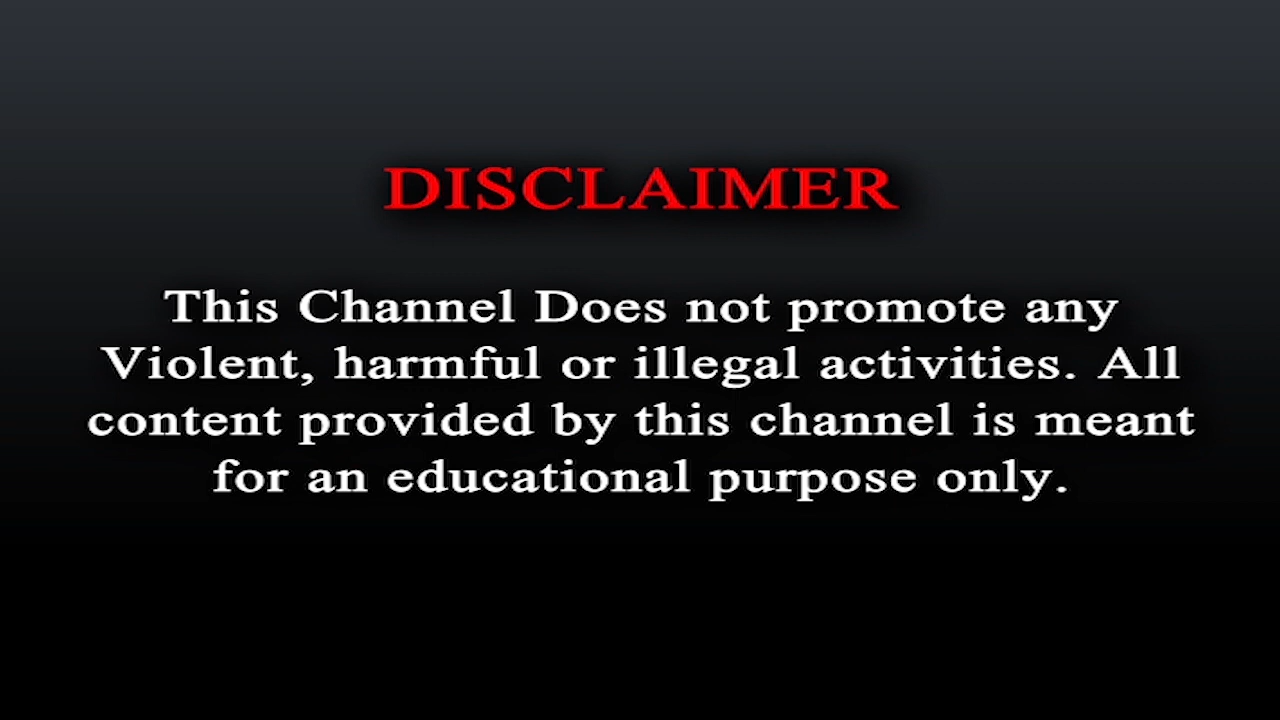 DISCLAIMER
This Channel Does not promote any
Violent, harmful or illegal activities. All
content provided by this channel is meant
for an educational purpose only.